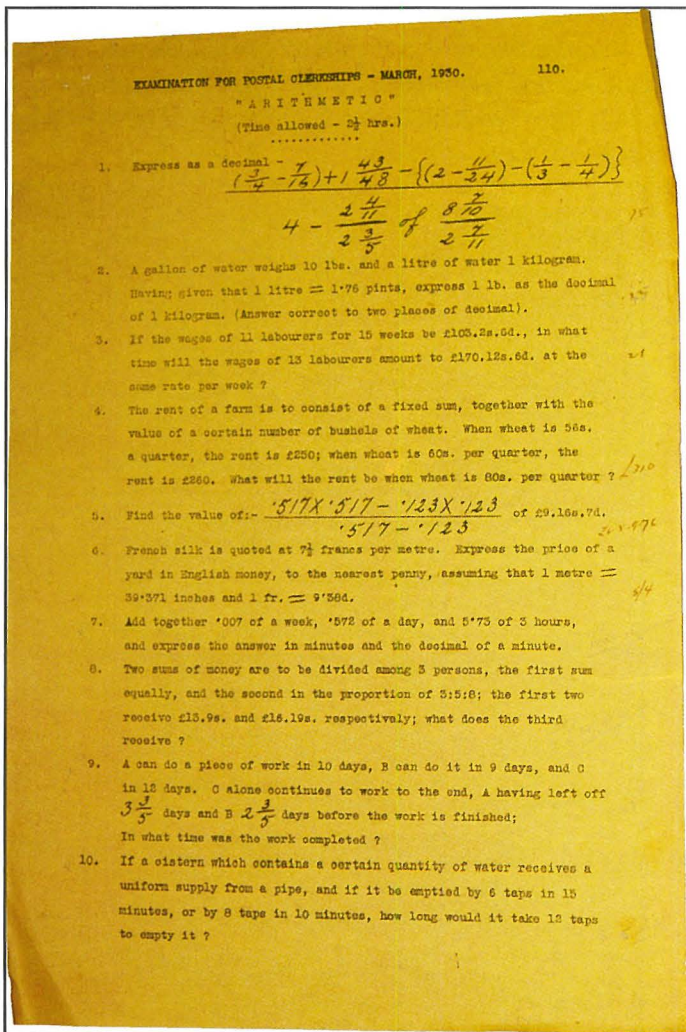 EXAMINATION FOR POSTAL CLERKSHIPS - MARCH, 1930. 110.
"ARITHMETIC"
(Time allowed - 2½ hrs.)
1. Express as a decimal -
(3/4 - 7/16) + 1 43/48 - {(2 - 11/24) - (1/3 - 1/4)}
4 - 2 4/11 / 2 3/5 of 8 7/10 / 2 7/11
2. A gallon of water weighs 10 lbs. and a litre of water 1 kilogram.
Having given that 1 litre = 1·76 pints, express 1 lb. as the decimal
of 1 kilogram. (Answer correct to two places of decimal).
3. If the wages of 11 labourers for 15 weeks be £103.2s.6d., in what
time will the wages of 13 labourers amount to £170.12s.6d. at the
same rate per week ?
21
4. The rent of a farm is to consist of a fixed sum, together with the
value of a certain number of bushels of wheat. When wheat is 56s.
a quarter, the rent is £250; when wheat is 60s. per quarter, the
rent is £260. What will the rent be when wheat is 80s. per quarter ?
£310
5. Find the value of:- ·517 X ·517 - ·123 X ·123 / ·517 - ·123 of £9.16s.7d.
6. French silk is quoted at 7½ francs per metre. Express the price of a
yard in English money, to the nearest penny, assuming that 1 metre =
39·371 inches and 1 fr. = 9·38d.
5/4
7. Add together ·007 of a week, ·572 of a day, and 5·73 of 3 hours,
and express the answer in minutes and the decimal of a minute.
8. Two sums of money are to be divided among 3 persons, the first sum
equally, and the second in the proportion of 3:5:8; the first two
receive £13.9s. and £16.19s. respectively; what does the third
receive ?
9. A can do a piece of work in 10 days, B can do it in 9 days, and C
in 12 days. C alone continues to work to the end, A having left off
3 3/5 days and B 2 3/5 days before the work is finished;
In what time was the work completed ?
10. If a cistern which contains a certain quantity of water receives a
uniform supply from a pipe, and if it be emptied by 6 taps in 15
minutes, or by 8 taps in 10 minutes, how long would it take 12 taps
to empty it ?